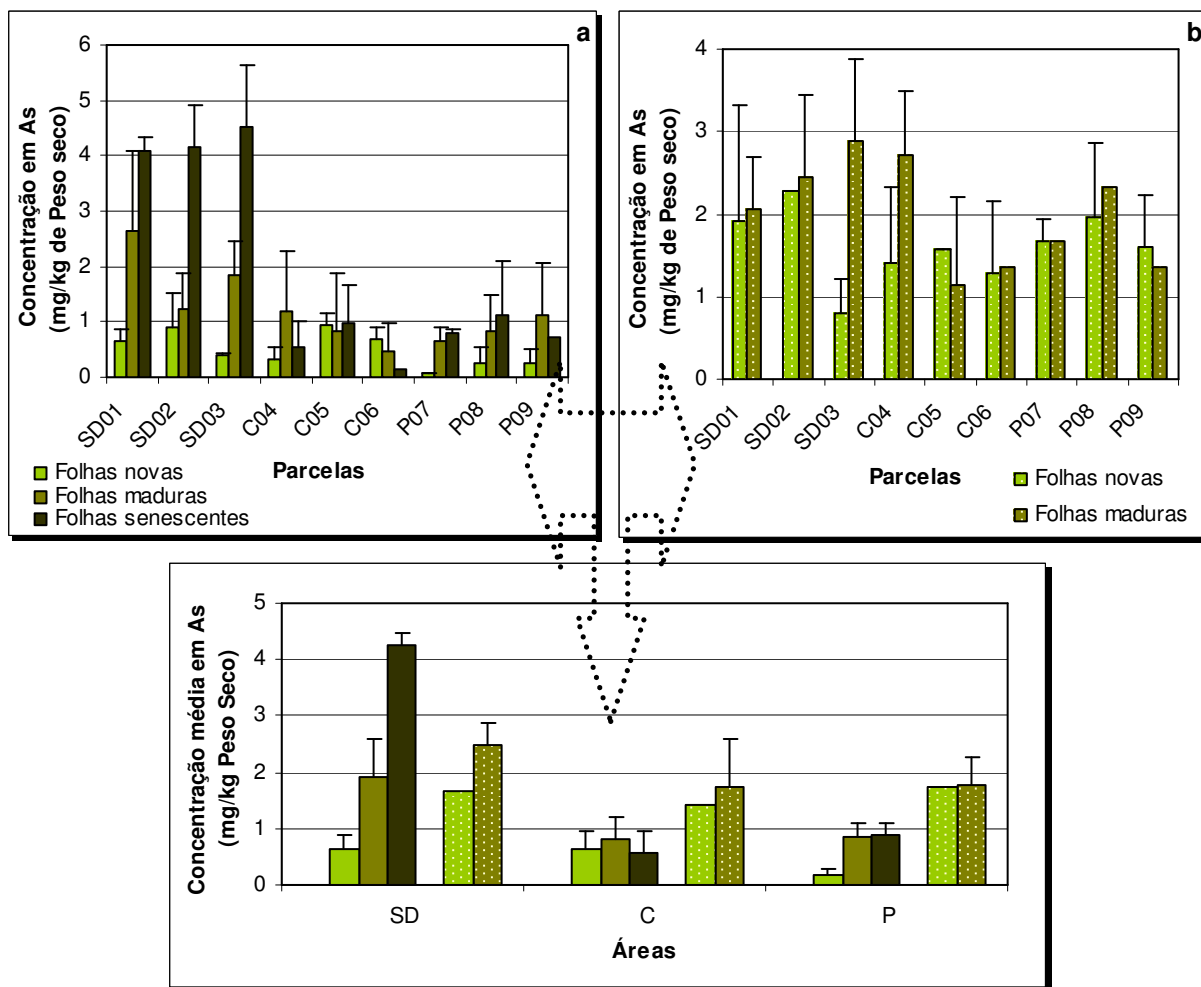 a
Concentração em As
(mg/kg de Peso seco)
6
5
4
3
2
1
0
SD01
SD02
SD03
C04
C05
C06
P07
P08
P09
Parcelas
Folhas novas
Folhas maduras
Folhas senescentes
b
Concentração em As
(mg/kg de Peso seco)
4
3
2
1
0
SD01
SD02
SD03
C04
C05
C06
P07
P08
P09
Parcelas
Folhas novas
Folhas maduras
Concentração média em As
(mg/kg Peso Seco)
5
4
3
2
1
0
SD
C
P
Áreas